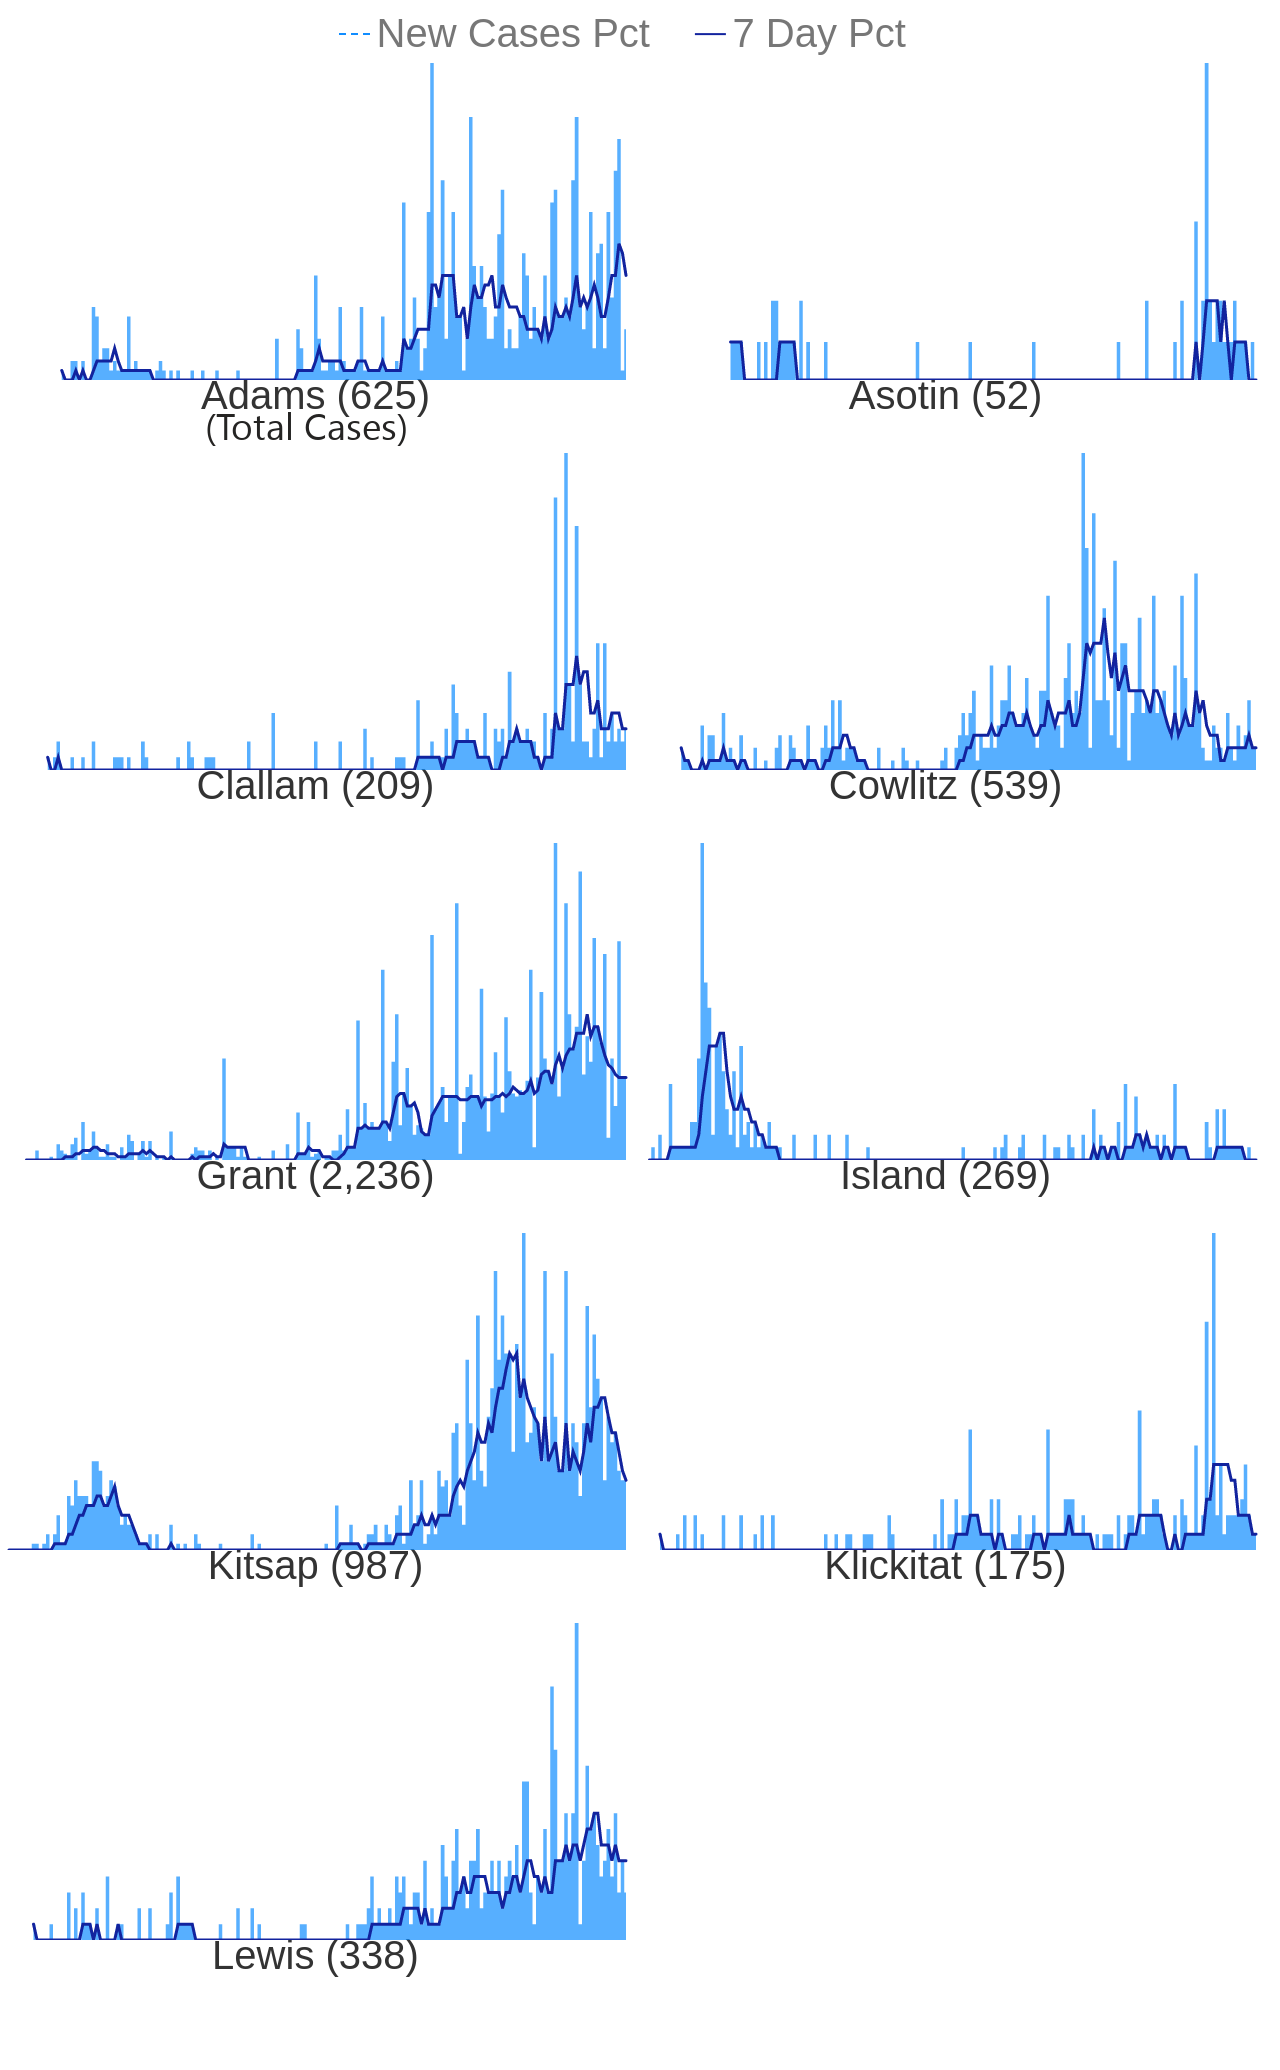 New Cases Pct 7 Day Pct
Adams (625) Asotin (52)
(Total Cases)
Clallam (209) Cowlitz (539)
Grant (2,236) Island (269)
Kitsap (987) Klickitat (175)
Lewis (338)